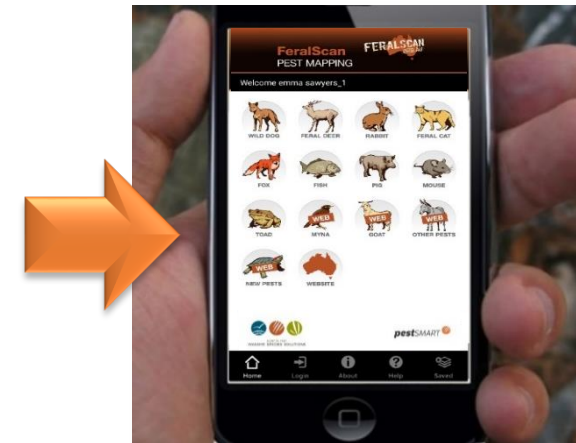 FeralScan
PEST MAPPING
FERALSCAN
Welcome emma sawyers_1
WILD DOG FERAL DEER RABBIT FERAL CAT
FOX FISH PIG MOUSE
TOAD WEB MYNA WEB GOAT WEB OTHER PESTS
WEB NEW PESTS WEBSITE
pestSMART
Home Login About Help Saved